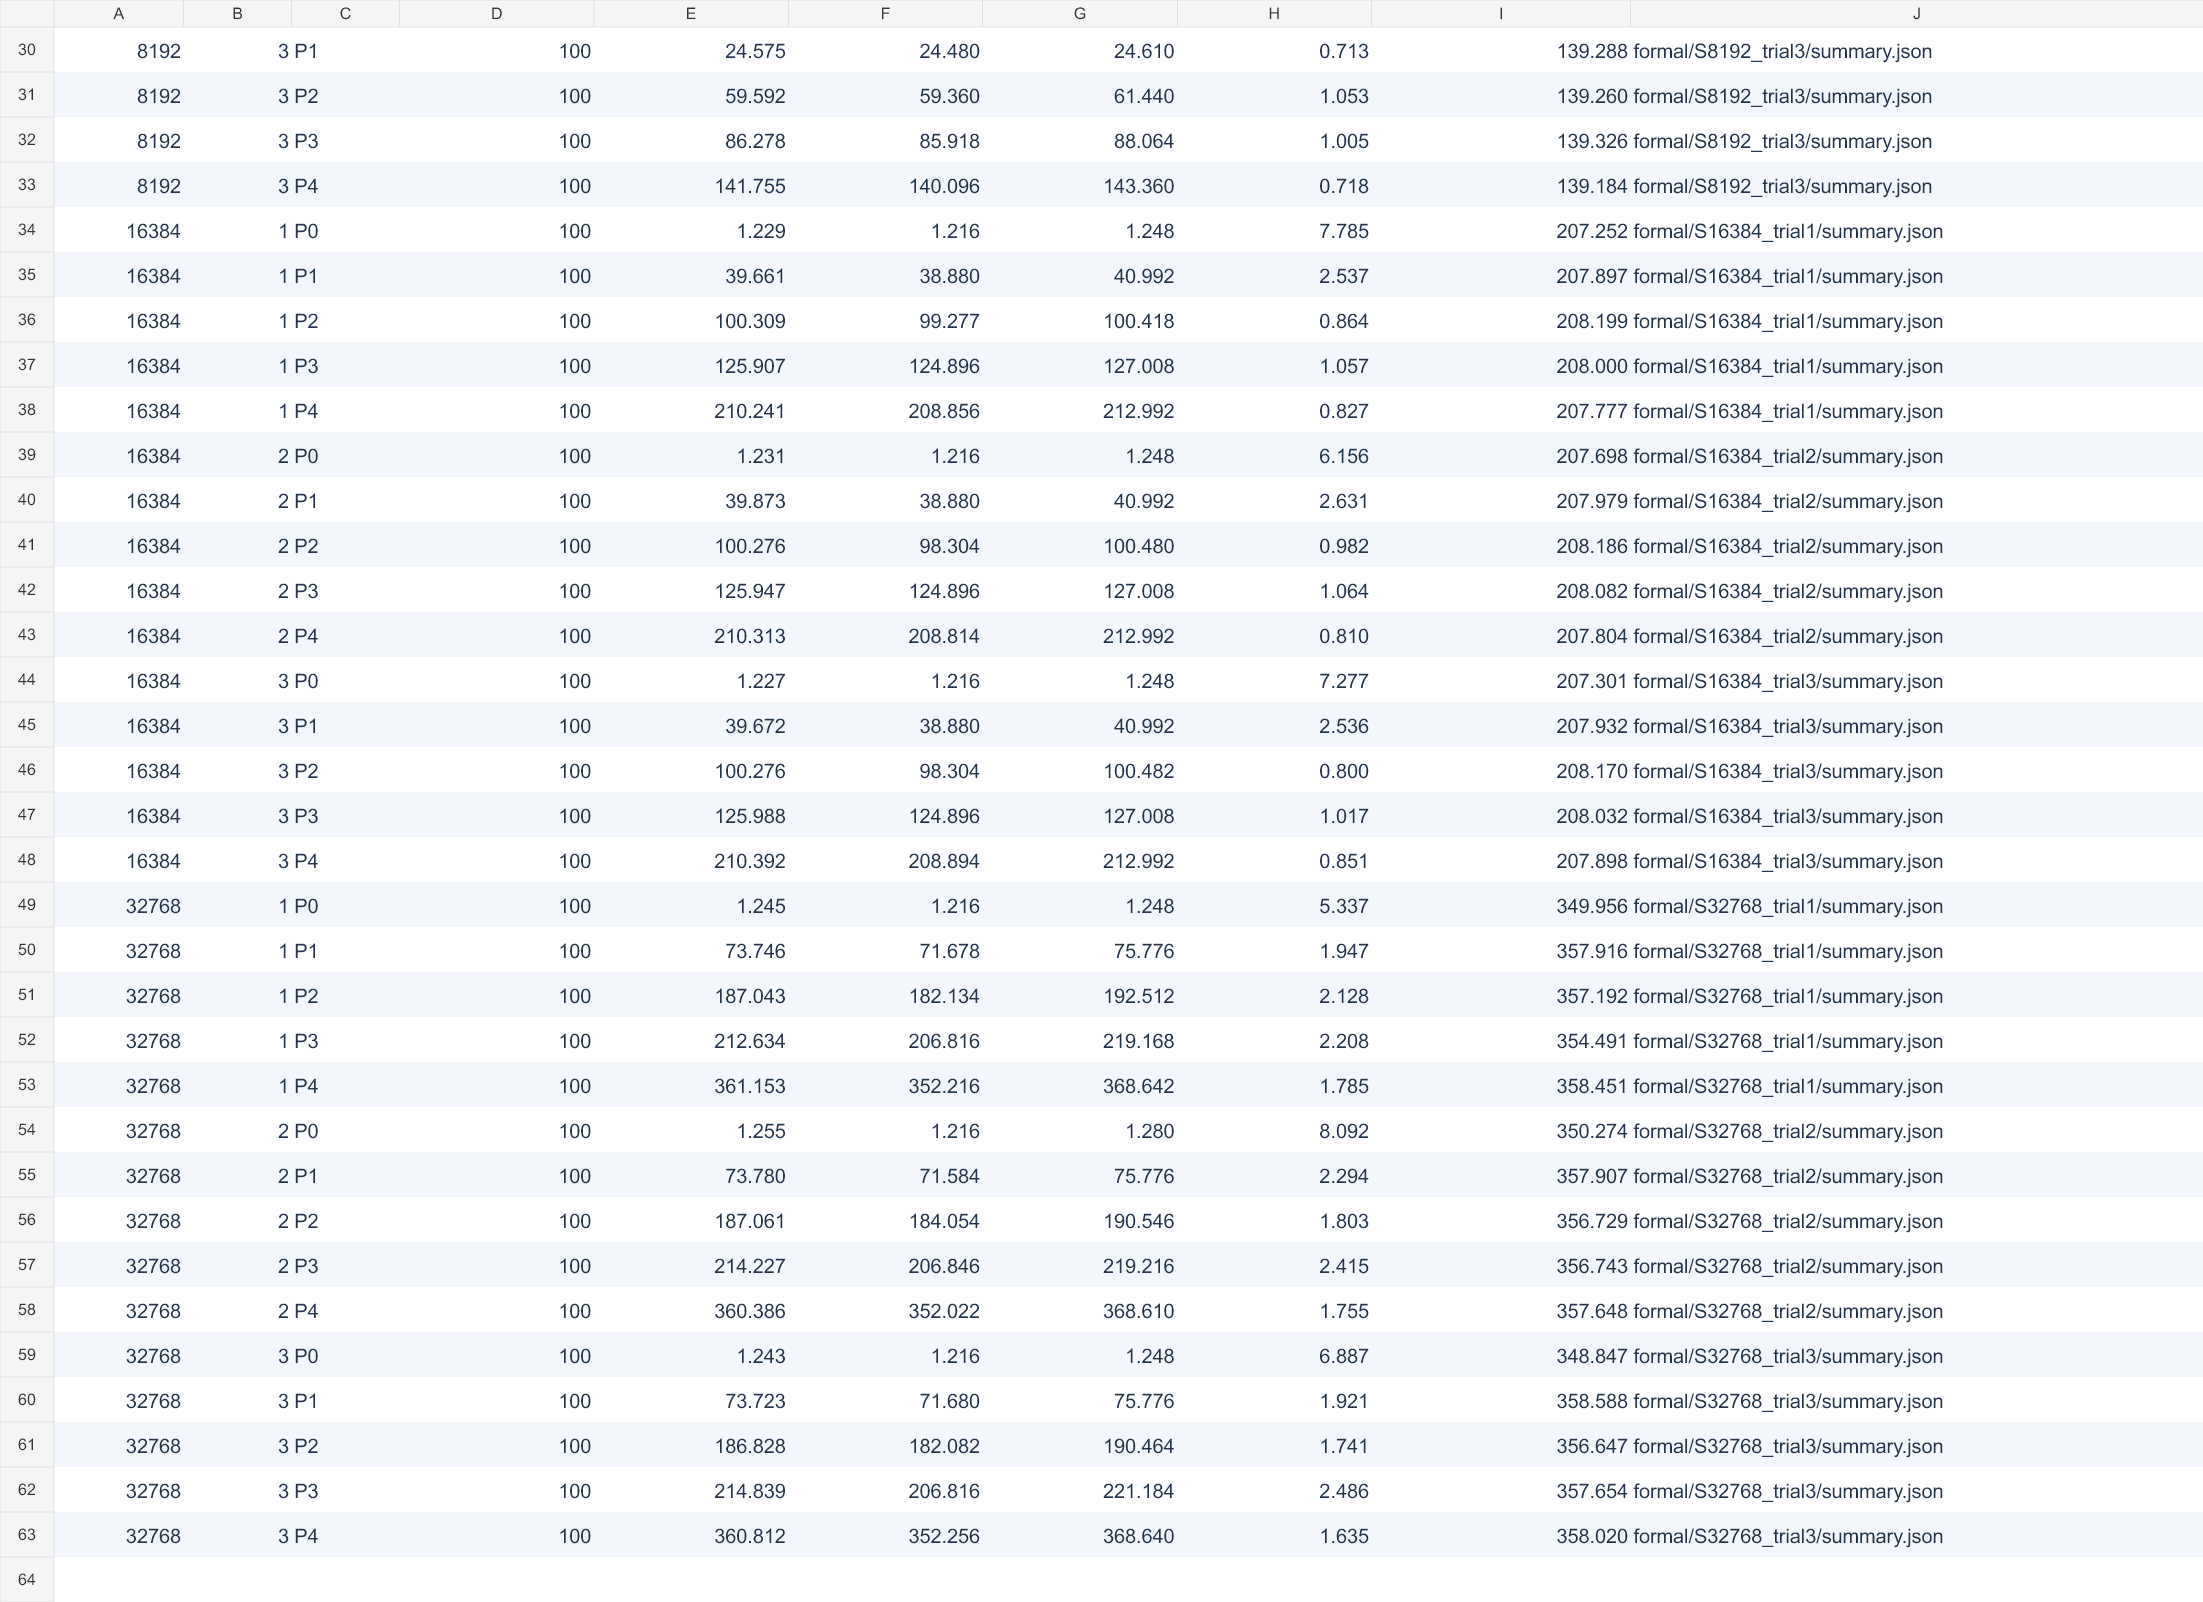 A B C D E F G H I J
30 8192 3 P1 100 24.575 24.480 24.610 0.713 139.288 formal/S8192_trial3/summary.json
31 8192 3 P2 100 59.592 59.360 61.440 1.053 139.260 formal/S8192_trial3/summary.json
32 8192 3 P3 100 86.278 85.918 88.064 1.005 139.326 formal/S8192_trial3/summary.json
33 8192 3 P4 100 141.755 140.096 143.360 0.718 139.184 formal/S8192_trial3/summary.json
34 16384 1 P0 100 1.229 1.216 1.248 7.785 207.252 formal/S16384_trial1/summary.json
35 16384 1 P1 100 39.661 38.880 40.992 2.537 207.897 formal/S16384_trial1/summary.json
36 16384 1 P2 100 100.309 99.277 100.418 0.864 208.199 formal/S16384_trial1/summary.json
37 16384 1 P3 100 125.907 124.896 127.008 1.057 208.000 formal/S16384_trial1/summary.json
38 16384 1 P4 100 210.241 208.856 212.992 0.827 207.777 formal/S16384_trial1/summary.json
39 16384 2 P0 100 1.231 1.216 1.248 6.156 207.698 formal/S16384_trial2/summary.json
40 16384 2 P1 100 39.873 38.880 40.992 2.631 207.979 formal/S16384_trial2/summary.json
41 16384 2 P2 100 100.276 98.304 100.480 0.982 208.186 formal/S16384_trial2/summary.json
42 16384 2 P3 100 125.947 124.896 127.008 1.064 208.082 formal/S16384_trial2/summary.json
43 16384 2 P4 100 210.313 208.814 212.992 0.810 207.804 formal/S16384_trial2/summary.json
44 16384 3 P0 100 1.227 1.216 1.248 7.277 207.301 formal/S16384_trial3/summary.json
45 16384 3 P1 100 39.672 38.880 40.992 2.536 207.932 formal/S16384_trial3/summary.json
46 16384 3 P2 100 100.276 98.304 100.482 0.800 208.170 formal/S16384_trial3/summary.json
47 16384 3 P3 100 125.988 124.896 127.008 1.017 208.032 formal/S16384_trial3/summary.json
48 16384 3 P4 100 210.392 208.894 212.992 0.851 207.898 formal/S16384_trial3/summary.json
49 32768 1 P0 100 1.245 1.216 1.248 5.337 349.956 formal/S32768_trial1/summary.json
50 32768 1 P1 100 73.746 71.678 75.776 1.947 357.916 formal/S32768_trial1/summary.json
51 32768 1 P2 100 187.043 182.134 192.512 2.128 357.192 formal/S32768_trial1/summary.json
52 32768 1 P3 100 212.634 206.816 219.168 2.208 354.491 formal/S32768_trial1/summary.json
53 32768 1 P4 100 361.153 352.216 368.642 1.785 358.451 formal/S32768_trial1/summary.json
54 32768 2 P0 100 1.255 1.216 1.280 8.092 350.274 formal/S32768_trial2/summary.json
55 32768 2 P1 100 73.780 71.584 75.776 2.294 357.907 formal/S32768_trial2/summary.json
56 32768 2 P2 100 187.061 184.054 190.546 1.803 356.729 formal/S32768_trial2/summary.json
57 32768 2 P3 100 214.227 206.846 219.216 2.415 356.743 formal/S32768_trial2/summary.json
58 32768 2 P4 100 360.386 352.022 368.610 1.755 357.648 formal/S32768_trial2/summary.json
59 32768 3 P0 100 1.243 1.216 1.248 6.887 348.847 formal/S32768_trial3/summary.json
60 32768 3 P1 100 73.723 71.680 75.776 1.921 358.588 formal/S32768_trial3/summary.json
61 32768 3 P2 100 186.828 182.082 190.464 1.741 356.647 formal/S32768_trial3/summary.json
62 32768 3 P3 100 214.839 206.816 221.184 2.486 357.654 formal/S32768_trial3/summary.json
63 32768 3 P4 100 360.812 352.256 368.640 1.635 358.020 formal/S32768_trial3/summary.json
64